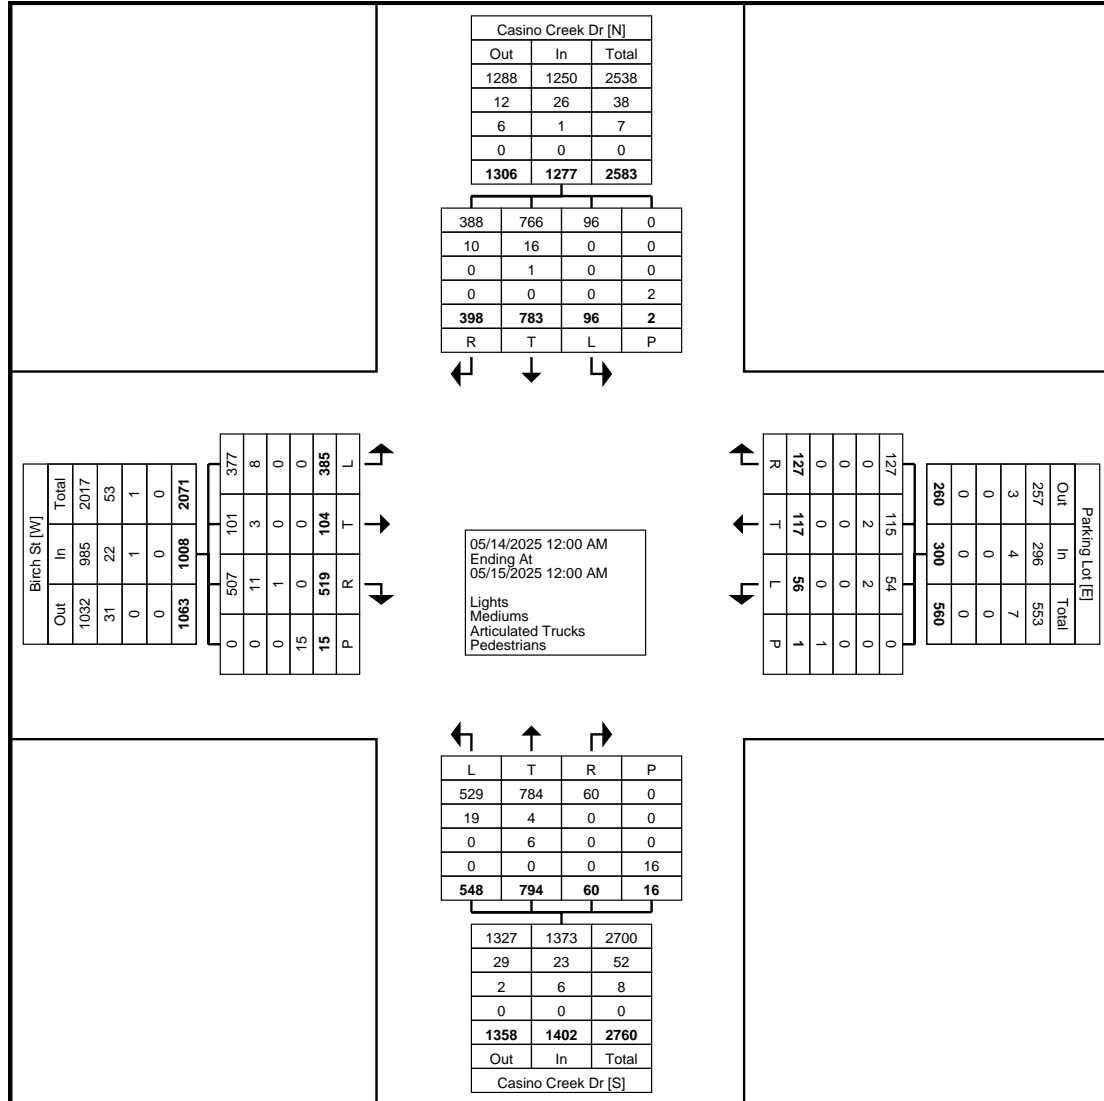 Casino Creek Dr [N]
Out In Total
1288 1250 2538
12 26 38
6 1 7
0 0 0
1306 1277 2583
388 766 96 0
10 16 0 0
0 1 0 0
0 0 0 2
398 783 96 2
R T L P
Birch St [W]
Total In Out
2017 985 1032
53 22 31
1 1 0
0 0 0
2071 1008 1063
377 101 507 0
8 3 11 0
0 0 1 0
0 0 0 15
385 104 519 15
L T R P
05/14/2025 12:00 AM
Ending At
05/15/2025 12:00 AM
Lights
Mediums
Articulated Trucks
Pedestrians
R T L P
127 117 56 1
0 0 0 1
0 0 0 0
0 2 2 0
127 115 54 0
Parking Lot [E]
Out In Total
257 296 553
3 4 7
0 0 0
0 0 0
260 300 560
L T R P
529 784 60 0
19 4 0 0
0 6 0 0
0 0 0 16
548 794 60 16
1327 1373 2700
29 23 52
2 6 8
0 0 0
1358 1402 2760
Out In Total
Casino Creek Dr [S]